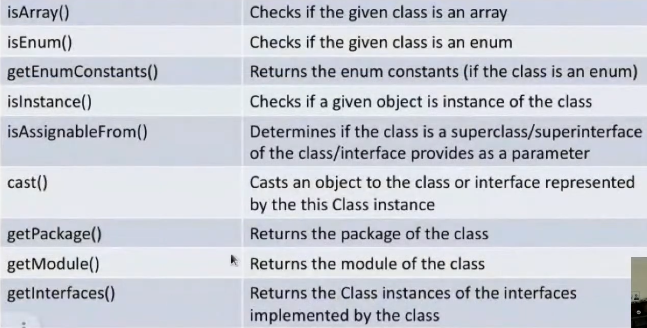 isArray() Checks if the given class is an array
isEnum() Checks if the given class is an enum
getEnumConstants() Returns the enum constants (if the class is an enum)
isInstance() Checks if a given object is instance of the class
isAssignableFrom() Determines if the class is a superclass/superinterface
of the class/interface provides as a parameter
cast() Casts an object to the class or interface represented
by the this Class instance
getPackage() Returns the package of the class
getModule() Returns the module of the class
getInterfaces() Returns the Class instances of the interfaces
implemented by the class